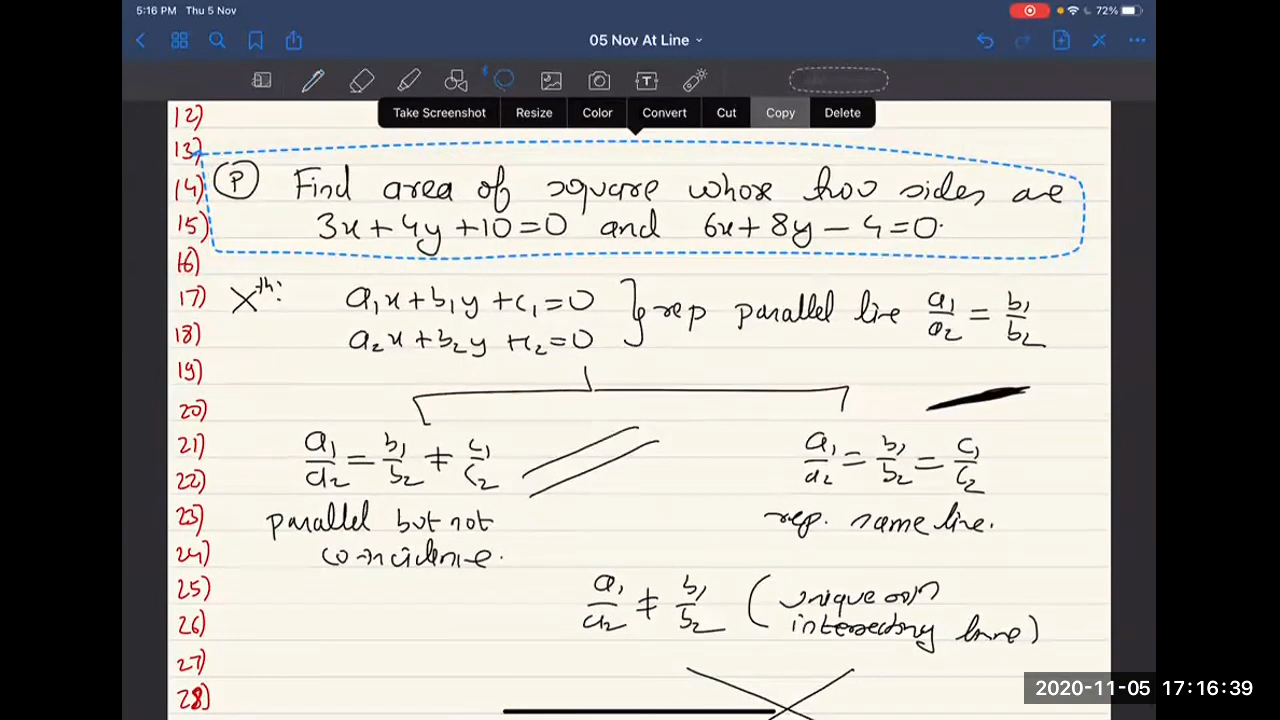 5:16 PM Thu 5 Nov
72%
05 Nov At Line
Take Screenshot Resize Color Convert Cut Copy Delete
12)
13)
14) P Find area of square whose two sides are
15) 3x + 4y + 10 = 0 and 6x + 8y - 4 = 0.
16)
17) Xth: a₁x + b₁y + c₁ = 0 } rep parallel line a₁/a₂ = b₁/b₂
18) a₂x + b₂y + c₂ = 0
19)
20)
21) a₁/a₂ = b₁/b₂ ≠ c₁/c₂ a₁/a₂ = b₁/b₂ = c₁/c₂
22)
23) parallel but not rep. same line.
24)
25) a₁/a₂ ≠ b₁/b₂ (unique
26) intersecting line)
27)
28)
2020-11-05 17:16:39